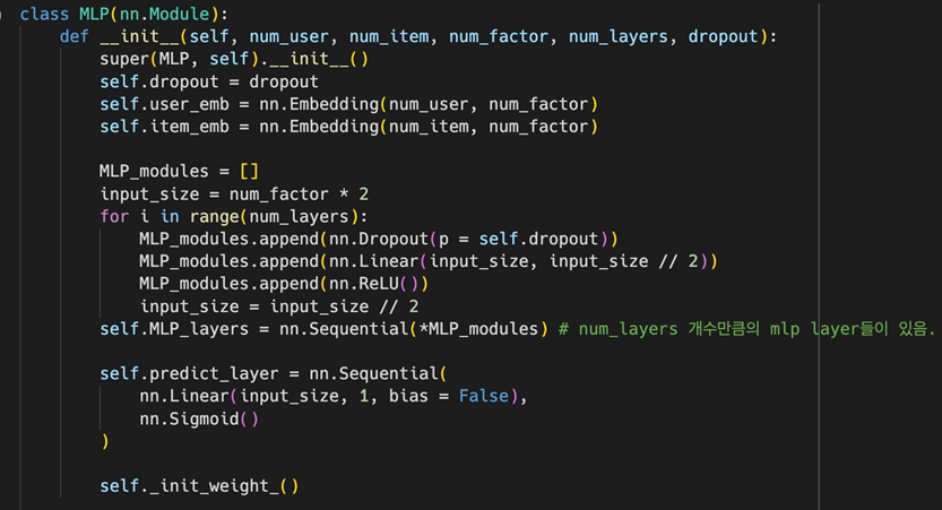 class MLP(nn.Module):
    def __init__(self, num_user, num_item, num_factor, num_layers, dropout):
        super(MLP, self).__init__()
        self.dropout = dropout
        self.user_emb = nn.Embedding(num_user, num_factor)
        self.item_emb = nn.Embedding(num_item, num_factor)

        MLP_modules = []
        input_size = num_factor * 2
        for i in range(num_layers):
            MLP_modules.append(nn.Dropout(p = self.dropout))
            MLP_modules.append(nn.Linear(input_size, input_size // 2))
            MLP_modules.append(nn.ReLU())
            input_size = input_size // 2
        self.MLP_layers = nn.Sequential(*MLP_modules) # num_layers 개수만큼의 mlp layer들이 있음.

        self.predict_layer = nn.Sequential(
            nn.Linear(input_size, 1, bias = False),
            nn.Sigmoid()
        )

        self._init_weight_()